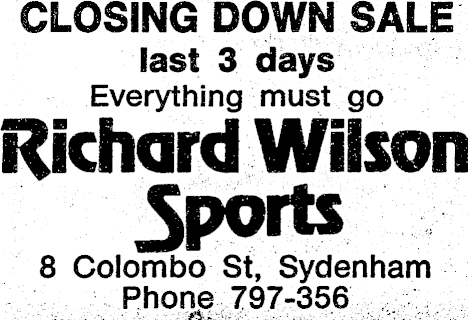 CLOSING DOWN SALE
last 3 days
Everything must go
Richard Wilson
Sports
8 Colombo St, Sydenham
Phone 797-356